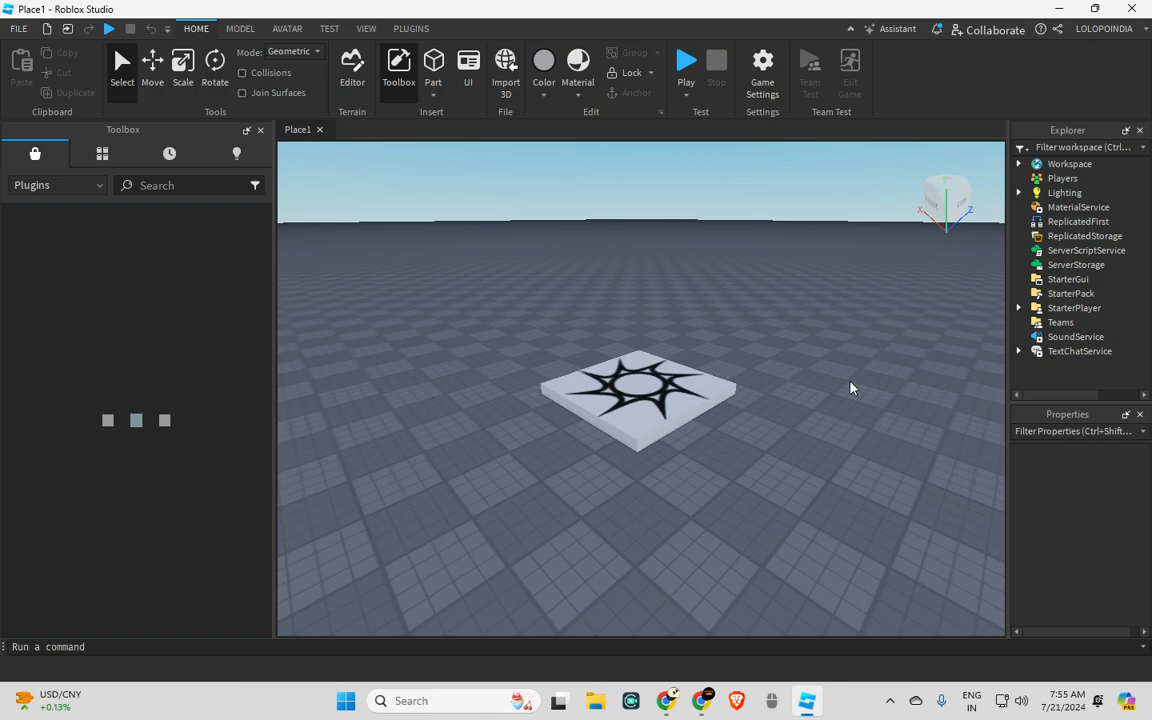 Place1 - Roblox Studio
FILE HOME MODEL AVATAR TEST VIEW PLUGINS Assistant Collaborate LOLOPOINDIA
Paste Copy Cut Duplicate
Select Move Scale Rotate Mode: Geometric
Collisions
Join Surfaces
Editor Toolbox Part UI Import 3D Color Material
Group
Lock
Anchor
Play Stop Game Settings Team Test Exit Game
Clipboard Tools Terrain Insert File Edit Test Settings Team Test
Toolbox
Plugins Search
Place1
Explorer
Filter workspace (Ctrl...
Workspace
Players
Lighting
MaterialService
ReplicatedFirst
ReplicatedStorage
ServerScriptService
ServerStorage
StarterGui
StarterPack
StarterPlayer
Teams
SoundService
TextChatService
X Z
Properties
Filter Properties (Ctrl+Shift...
Run a command
USD/CNY
+0.13%
Search
ENG
IN
7:55 AM
7/21/2024
PRE